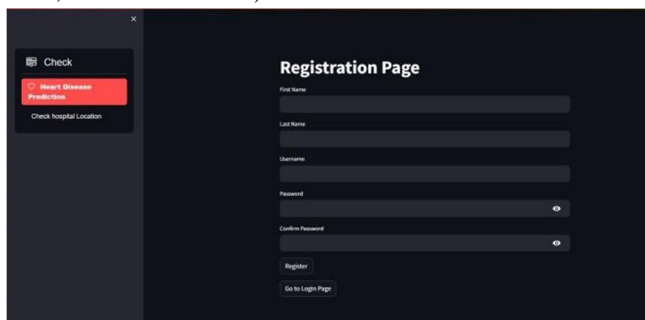 ×
Check
Heart Disease
Prediction
Check hospital Location
Registration Page
First Name
Last Name
Username
Password
Confirm Password
Register
Go to Login Page